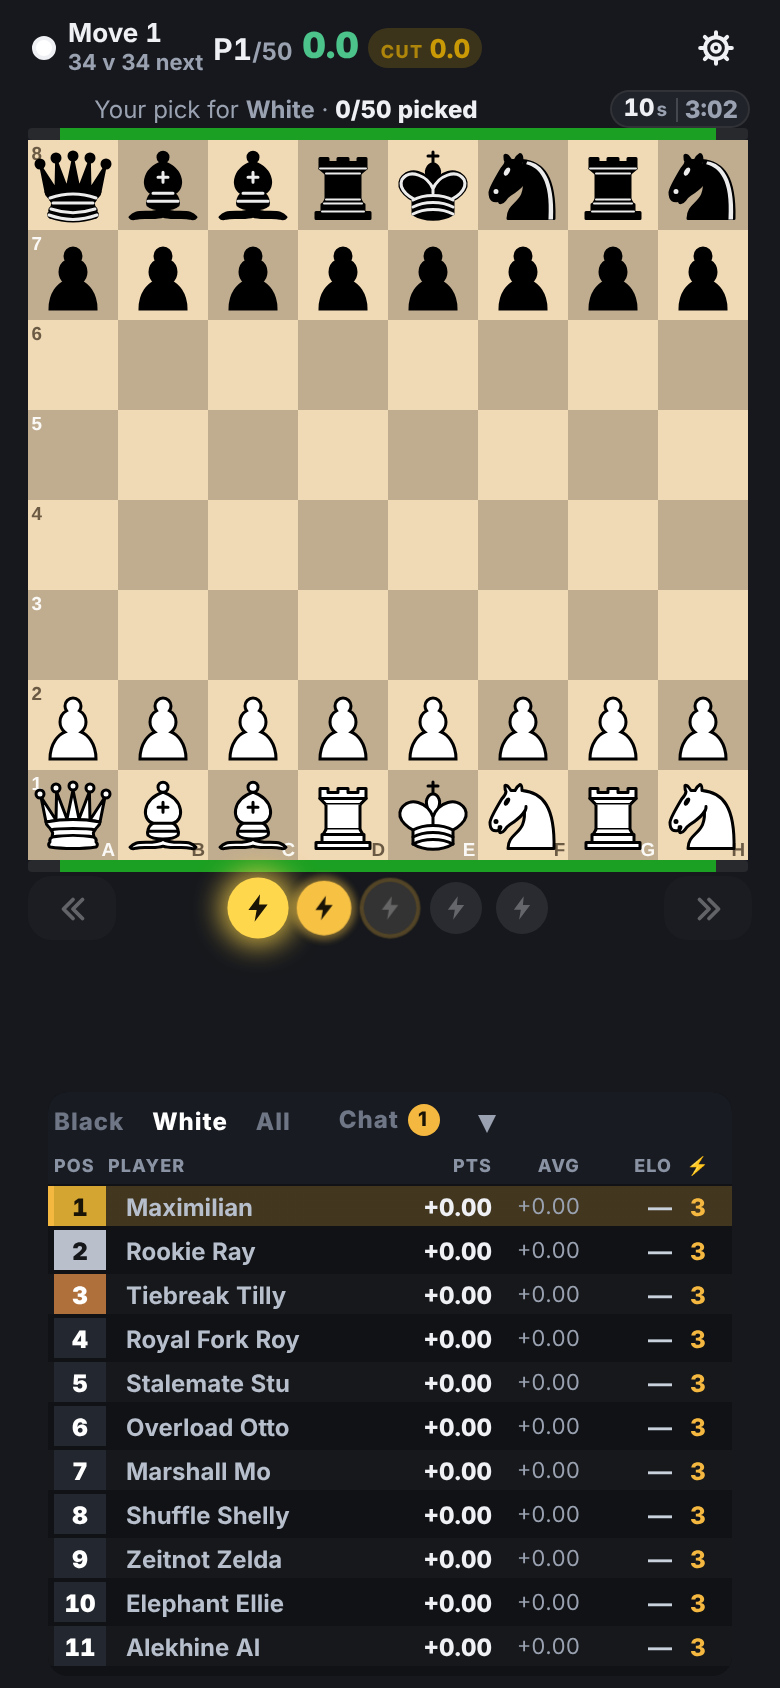 Move 1
34 v 34 next
P1/50 0.0 CUT 0.0
Your pick for White · 0/50 picked
10s | 3:02
8
7
6
5
4
3
2
1
A B C D E F G H
Black White All Chat 1 ▼
POS PLAYER PTS AVG ELO ⚡
1 Maximilian +0.00 +0.00 — 3
2 Rookie Ray +0.00 +0.00 — 3
3 Tiebreak Tilly +0.00 +0.00 — 3
4 Royal Fork Roy +0.00 +0.00 — 3
5 Stalemate Stu +0.00 +0.00 — 3
6 Overload Otto +0.00 +0.00 — 3
7 Marshall Mo +0.00 +0.00 — 3
8 Shuffle Shelly +0.00 +0.00 — 3
9 Zeitnot Zelda +0.00 +0.00 — 3
10 Elephant Ellie +0.00 +0.00 — 3
11 Alekhine Al +0.00 +0.00 — 3